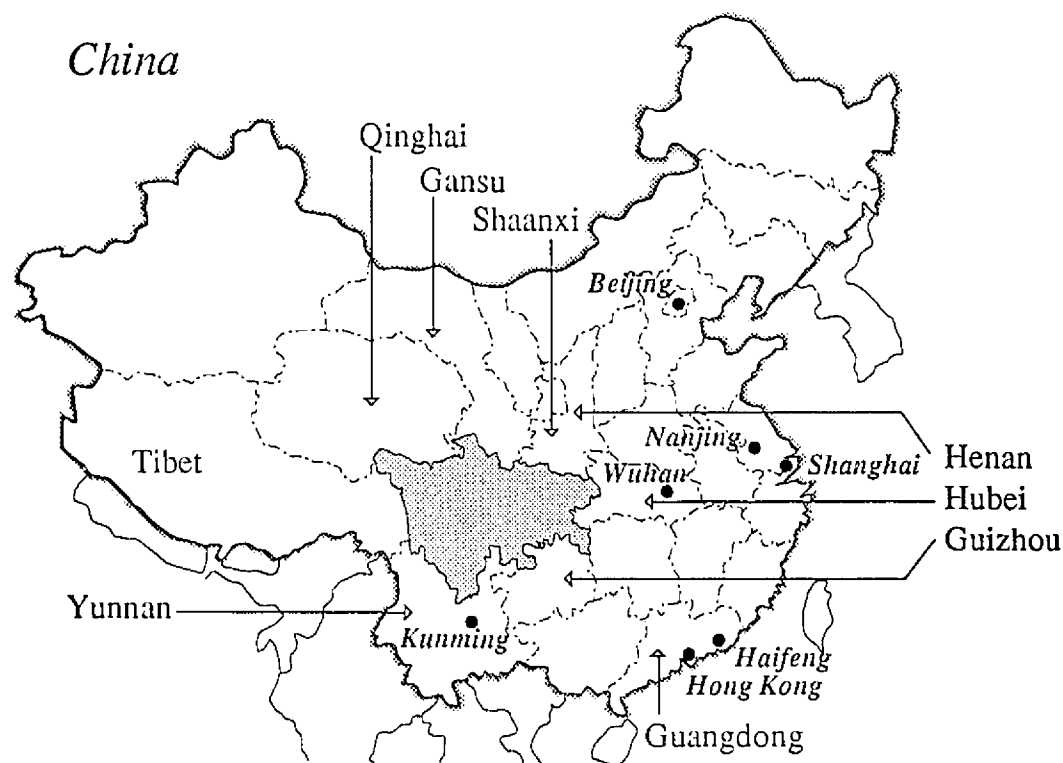 China
Qinghai
Gansu
Shaanxi
Beijing
Nanjing
Shanghai
Henan
Tibet
Wuhan
Hubei
Guizhou
Yunnan
Kunming
Haifeng
Hong Kong
Guangdong